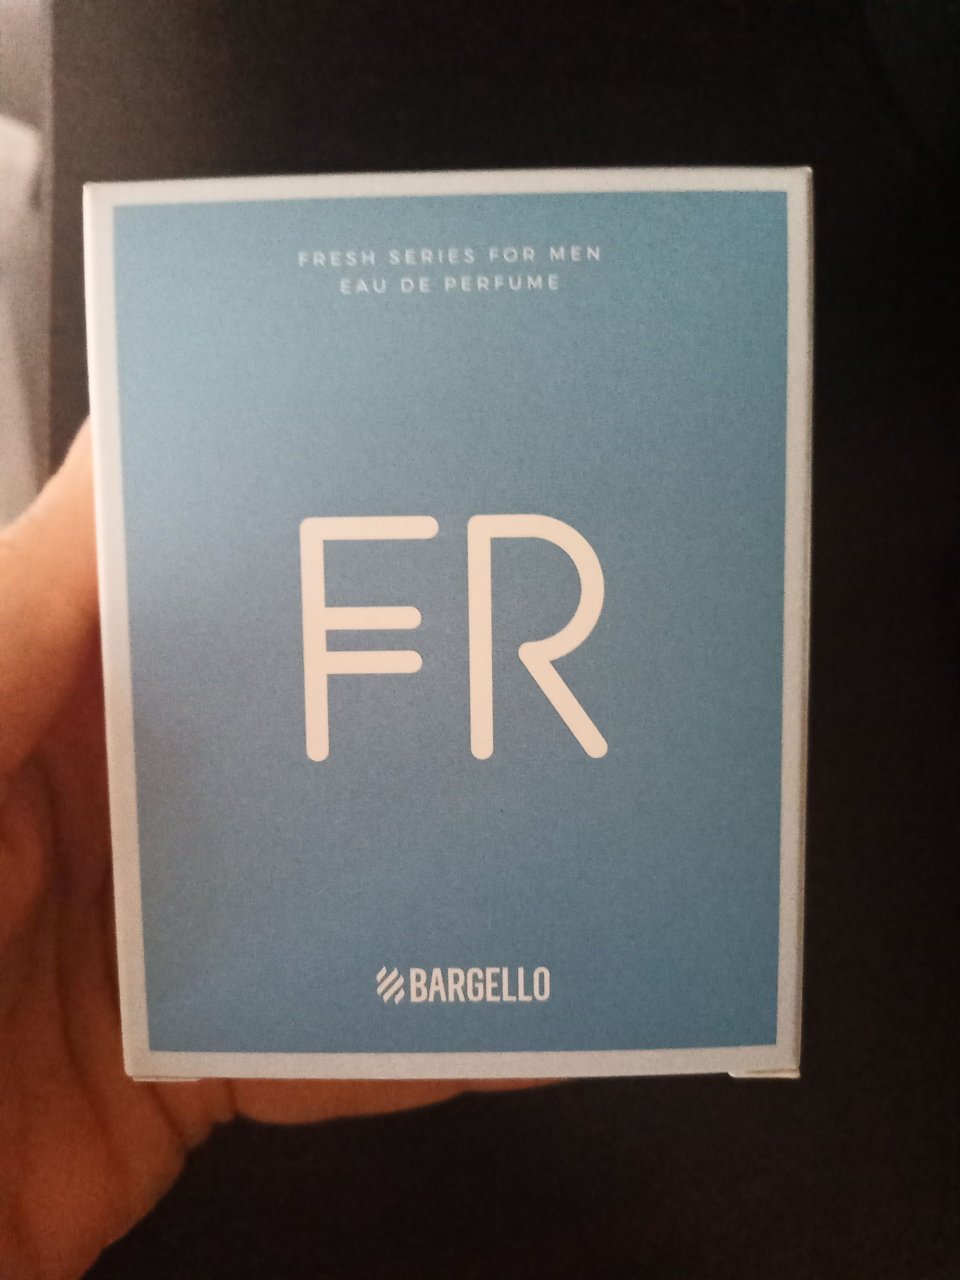 FRESH SERIES FOR MEN
EAU DE PERFUME
FR
BARGELLO